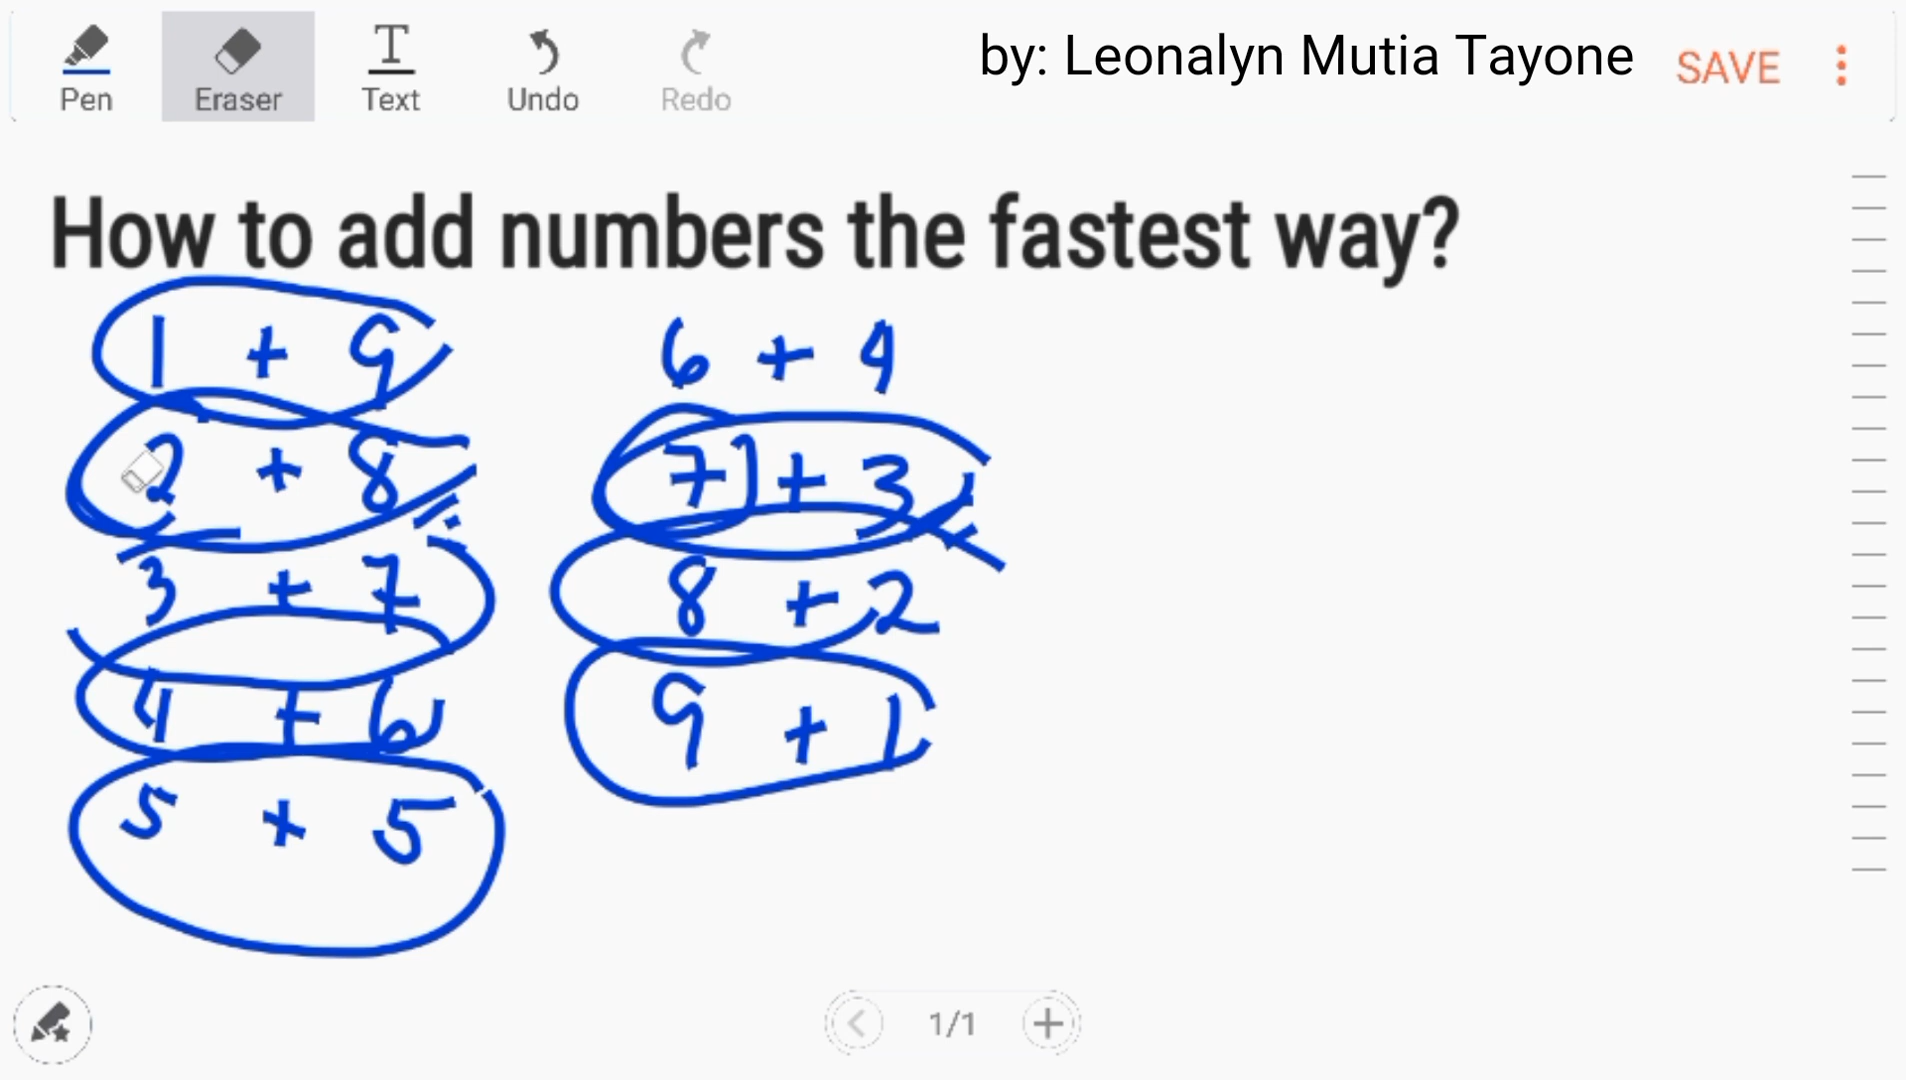 Pen Eraser Text Undo Redo by: Leonalyn Mutia Tayone SAVE
How to add numbers the fastest way?
1 + 9
2 + 8
3 + 7
4 + 6
5 + 5
6 + 4
7 + 3
8 + 2
9 + 1
1/1